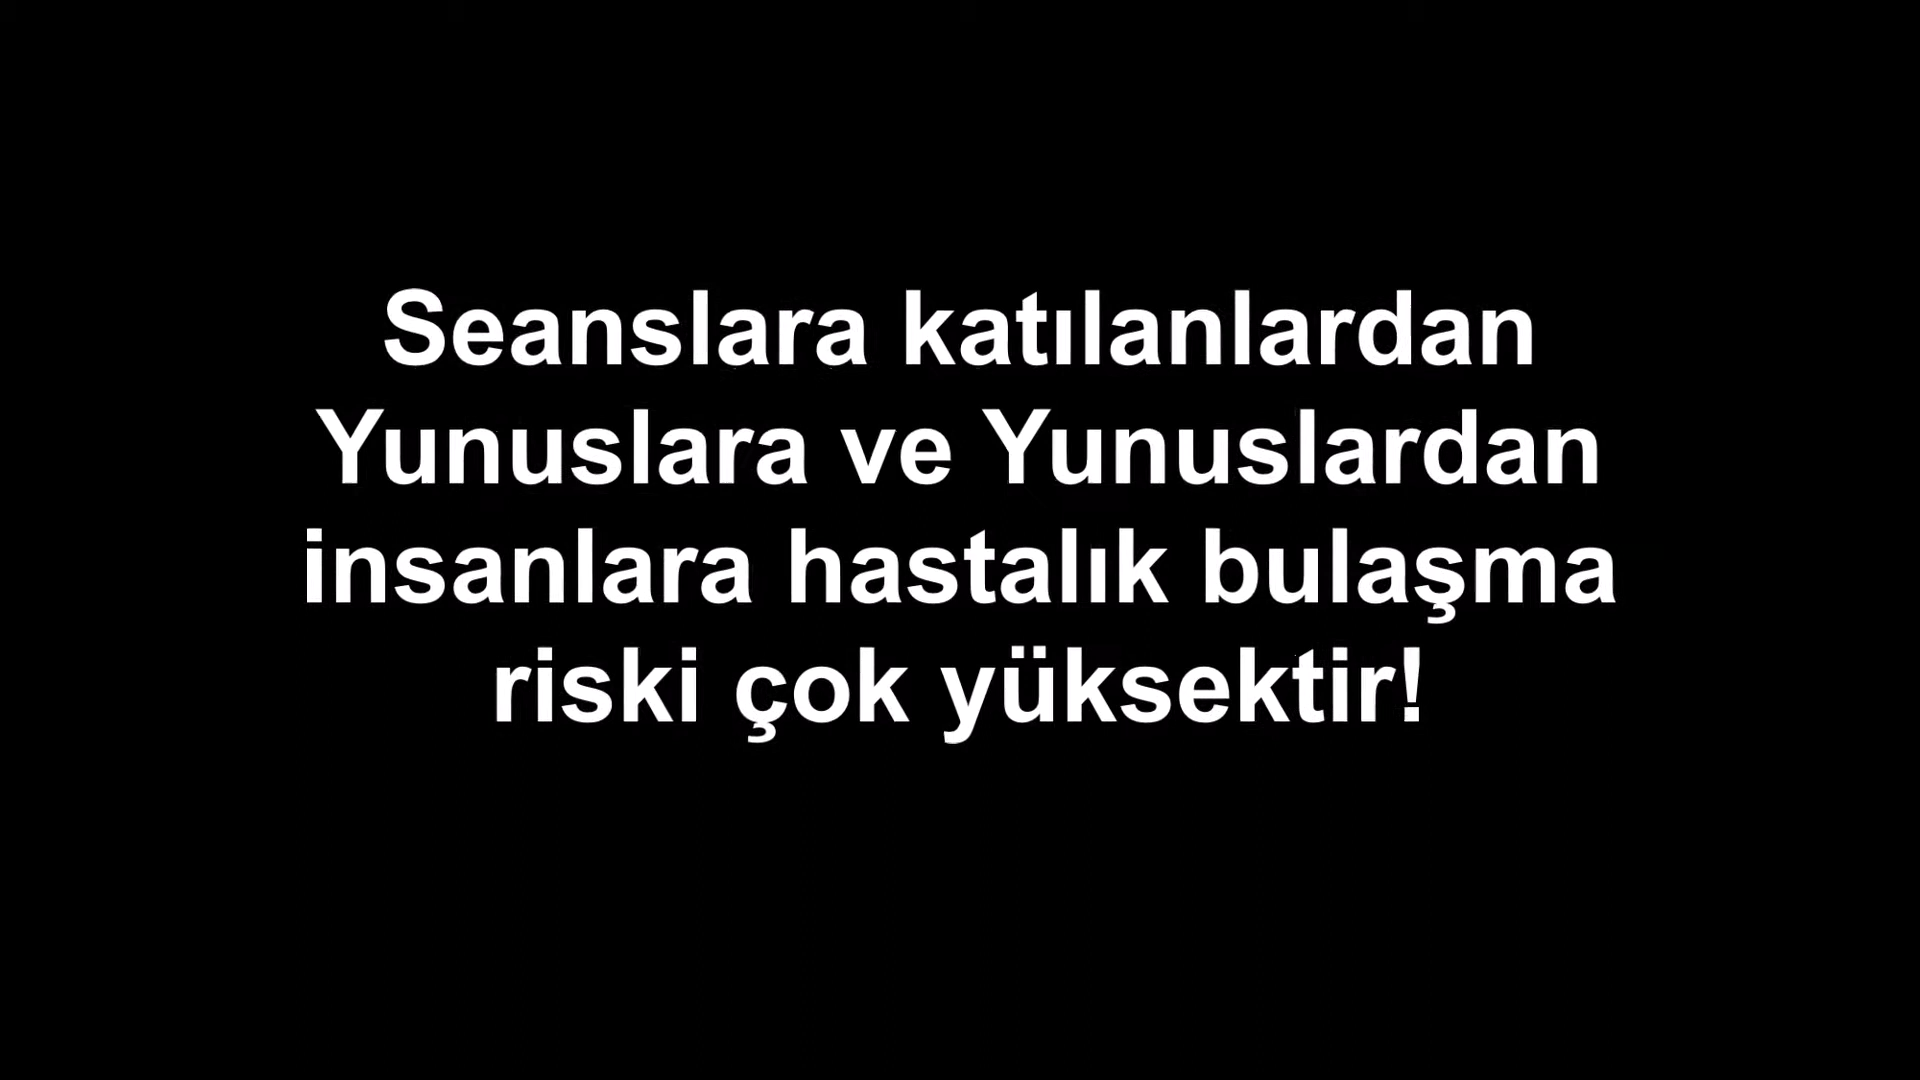 Seanslara katılanlardan
Yunuslara ve Yunuslardan
insanlara hastalık bulaşma
riski çok yüksektir!